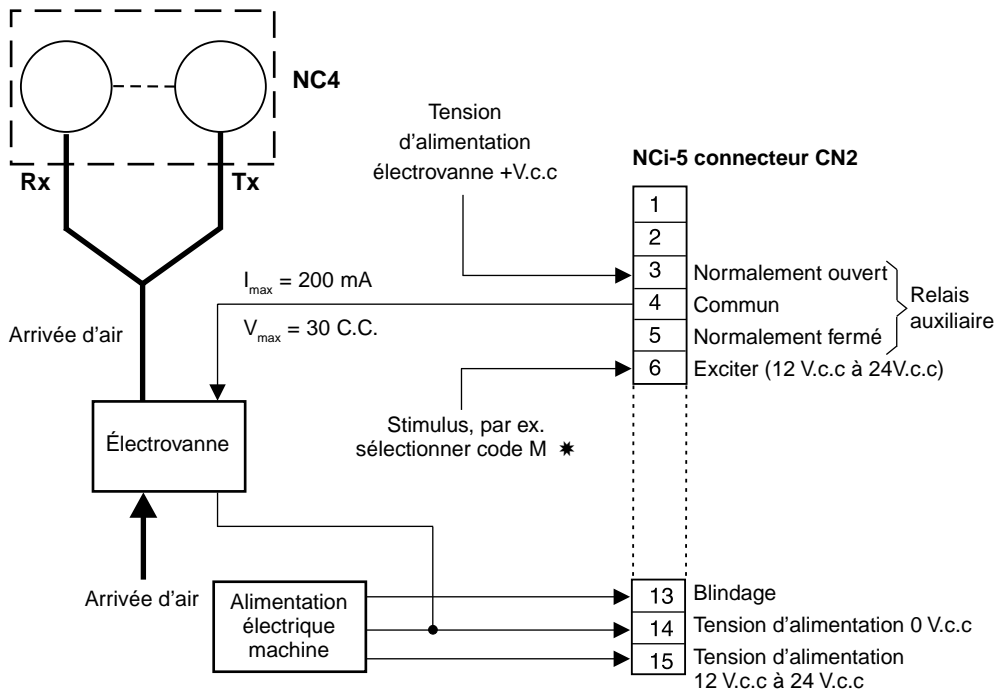 NC4
Rx
Tx
Tension
d’alimentation
électrovanne +V.c.c
NCi-5 connecteur CN2
1
2
3 Normalement ouvert
4 Commun
5 Normalement fermé
6 Exciter (12 V.c.c à 24V.c.c)
Relais
auxiliaire
Imax = 200 mA
Vmax = 30 C.C.
Arrivée d’air
Électrovanne
Stimulus, par ex.
sélectionner code M ✷
Arrivée d’air
Alimentation
électrique
machine
13 Blindage
14 Tension d’alimentation 0 V.c.c
15 Tension d’alimentation
12 V.c.c à 24 V.c.c